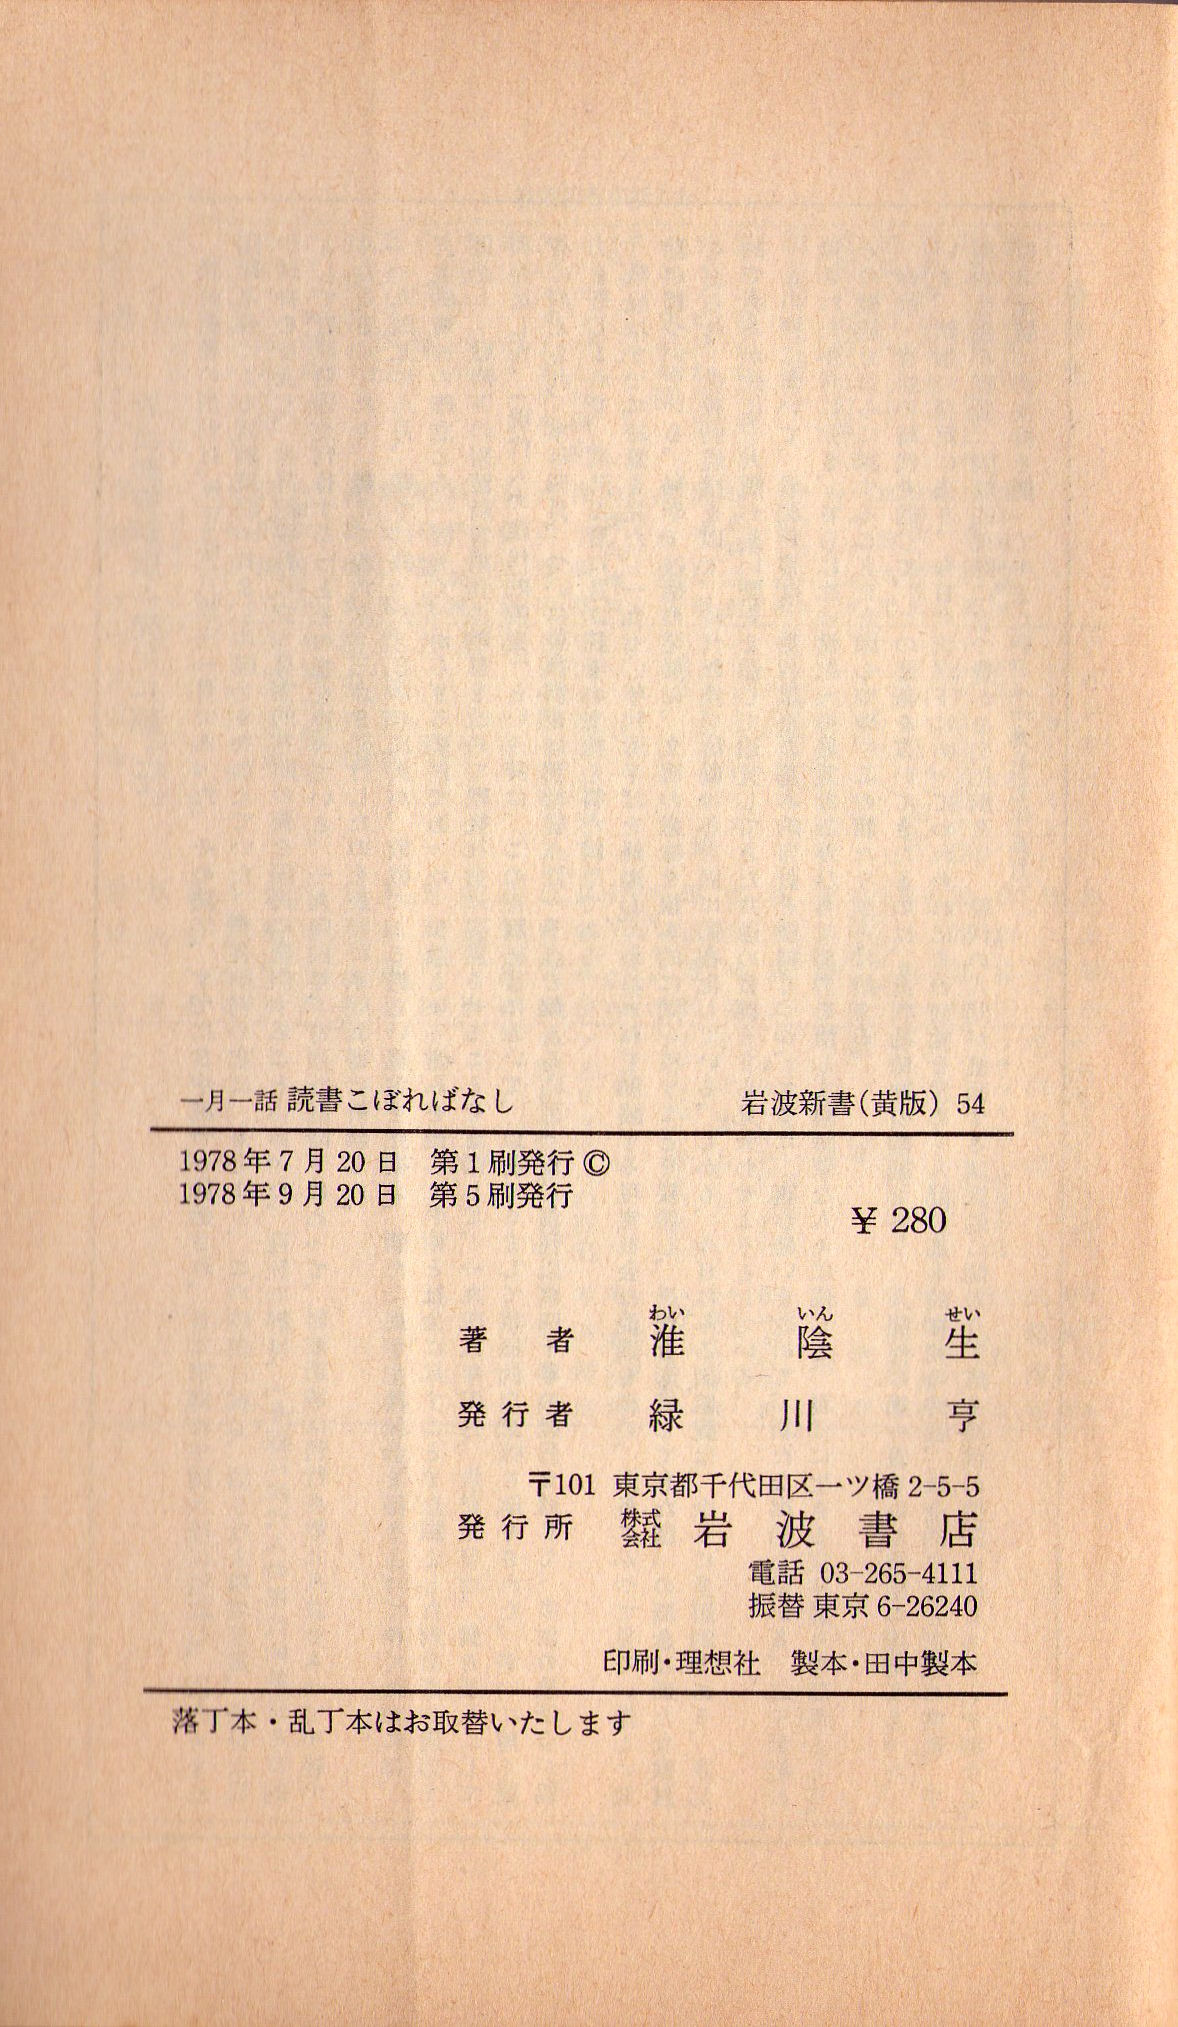 一月一話 読書こぼればなし　岩波新書(黄版) 54
1978年7月20日　第1刷発行 ©
1978年9月20日　第5刷発行
¥ 280
わい　いん　せい
著者　淮陰生
発行者　緑川亨
〒101 東京都千代田区一ツ橋 2-5-5
発行所　株式会社 岩波書店
電話 03-265-4111
振替 東京 6-26240
印刷・理想社　製本・田中製本
落丁本・乱丁本はお取替いたします